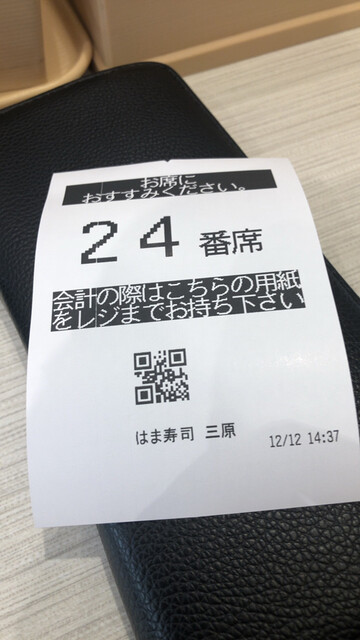 お席に
おすすみください。
24番席
会計の際はこちらの用紙
をレジまでお持ち下さい
はま寿司 三原
12/12 14:37